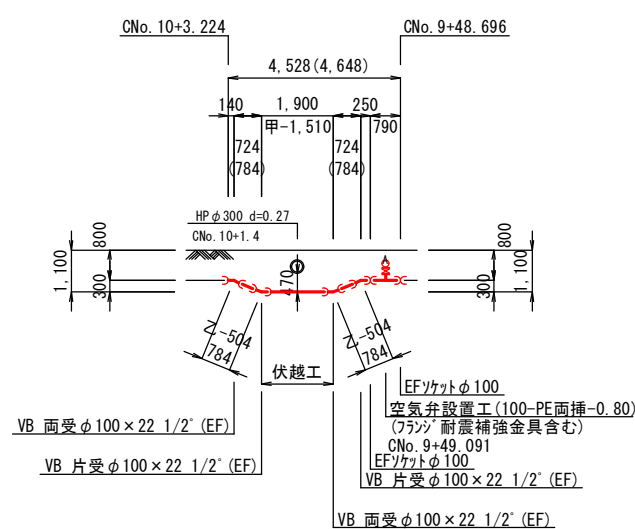 CNo. 10+3.224
CNo. 9+48.696
4,528(4,648)
140
1,900
250
甲-1,510
790
724
(784)
724
(784)
HPφ300 d=0.27
CNo. 10+1.4
800
1,100
300
470
800
1,100
300
乙-504
784
乙-504
784
伏越工
EFソケットφ100
空気弁設置工(100-PE両挿-0.80)
(フランジ耐震補強金具含む)
CNo. 9+49.091
EFソケットφ100
VB 両受φ100×22 1/2°(EF)
VB 片受φ100×22 1/2°(EF)
VB 片受φ100×22 1/2°(EF)
VB 両受φ100×22 1/2°(EF)